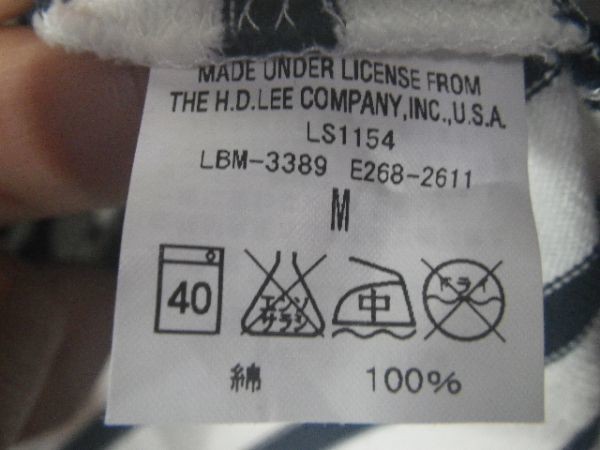 MADE UNDER LICENSE FROM
THE H.D.LEE COMPANY,INC.,U.S.A.
LS1154
LBM-3389 E268-2611
M
40 エンソ サラシ 中 ドライ
綿 100%